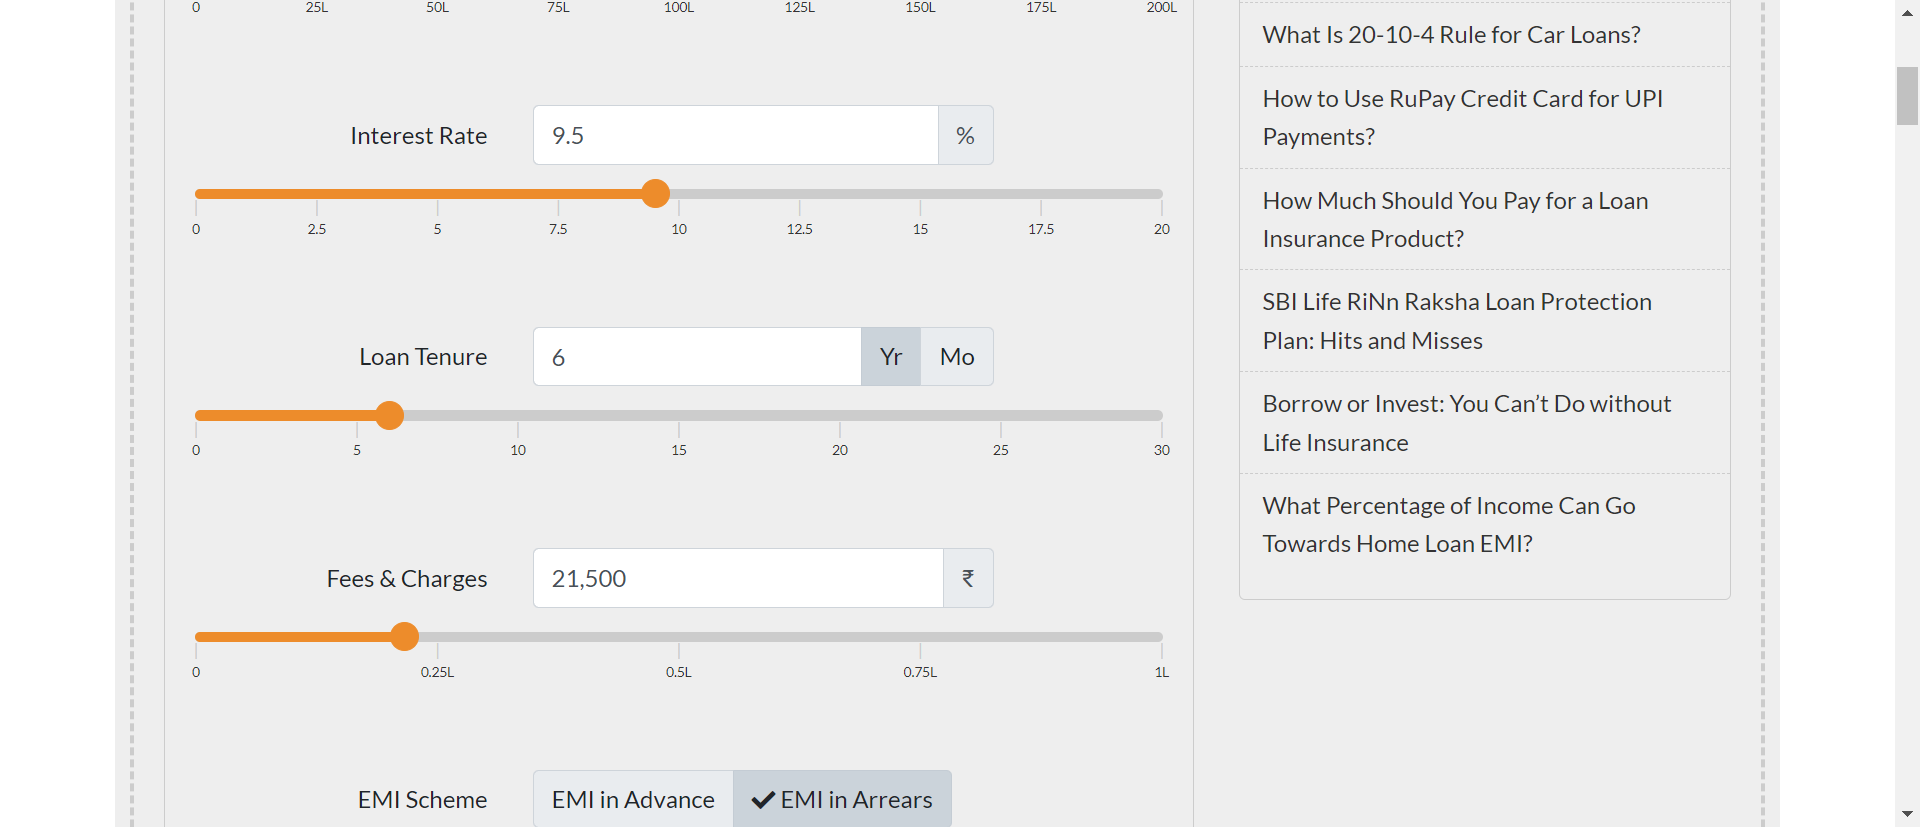 0 25L 50L 75L 100L 125L 150L 175L 200L
Interest Rate 9.5 %
0 2.5 5 7.5 10 12.5 15 17.5 20
Loan Tenure 6 Yr Mo
0 5 10 15 20 25 30
Fees & Charges 21,500 ₹
0 0.25L 0.5L 0.75L 1L
EMI Scheme EMI in Advance EMI in Arrears
What Is 20-10-4 Rule for Car Loans?
How to Use RuPay Credit Card for UPI
Payments?
How Much Should You Pay for a Loan
Insurance Product?
SBI Life RiNn Raksha Loan Protection
Plan: Hits and Misses
Borrow or Invest: You Can’t Do without
Life Insurance
What Percentage of Income Can Go
Towards Home Loan EMI?